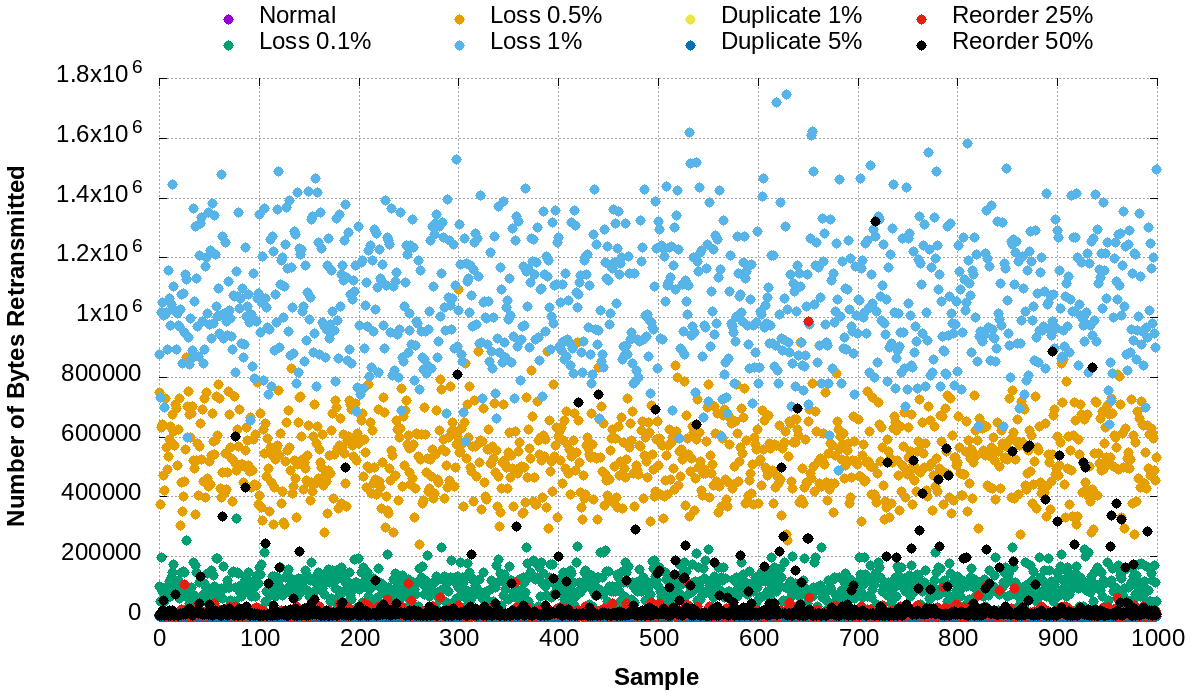 Normal Loss 0.5% Duplicate 1% Reorder 25%
Loss 0.1% Loss 1% Duplicate 5% Reorder 50%
Number of Bytes Retransmitted
1.8x10^6
1.6x10^6
1.4x10^6
1.2x10^6
1x10^6
800000
600000
400000
200000
0
0 100 200 300 400 500 600 700 800 900 1000
Sample